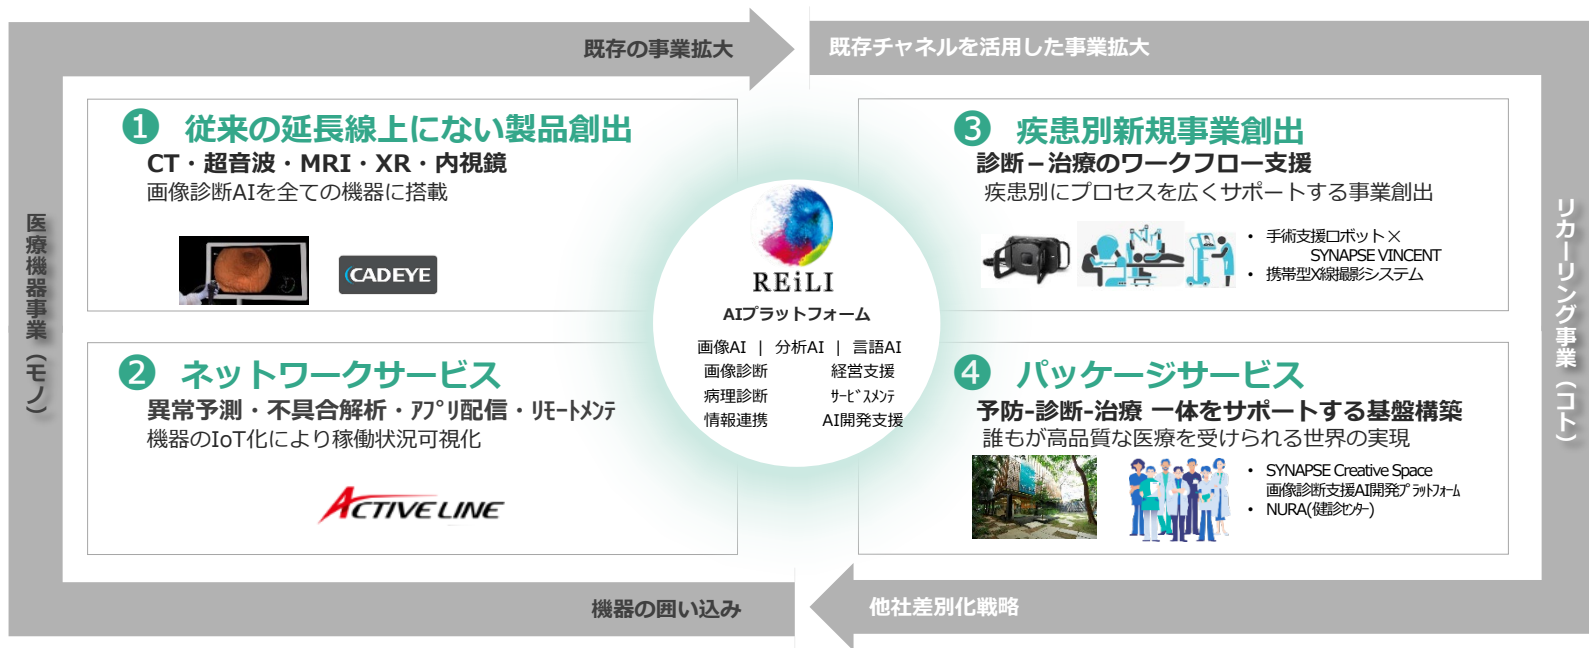 既存の事業拡大
既存チャネルを活用した事業拡大
医療機器事業（モノ）
❶ 従来の延長線上にない製品創出
CT・超音波・MRI・XR・内視鏡
画像診断AIを全ての機器に搭載
CADEYE
❷ ネットワークサービス
異常予測・不具合解析・ｱﾌﾟﾘ配信・ﾘﾓｰﾄﾒﾝﾃ
機器のIoT化により稼働状況可視化
ACTIVE LINE
REiLI
AIプラットフォーム
画像AI | 分析AI | 言語AI
画像診断 経営支援
病理診断 ｻｰﾋﾞｽﾒﾝﾃ
情報連携 AI開発支援
❸ 疾患別新規事業創出
診断－治療のワークフロー支援
疾患別にプロセスを広くサポートする事業創出
• 手術支援ロボット×
SYNAPSE VINCENT
• 携帯型X線撮影システム
❹ パッケージサービス
予防-診断-治療 一体をサポートする基盤構築
誰もが高品質な医療を受けられる世界の実現
• SYNAPSE Creative Space
画像診断支援AI開発ﾌﾟﾗｯﾄﾌｫｰﾑ
• NURA(健診ｾﾝﾀｰ)
リカーリング事業（コト）
機器の囲い込み
他社差別化戦略